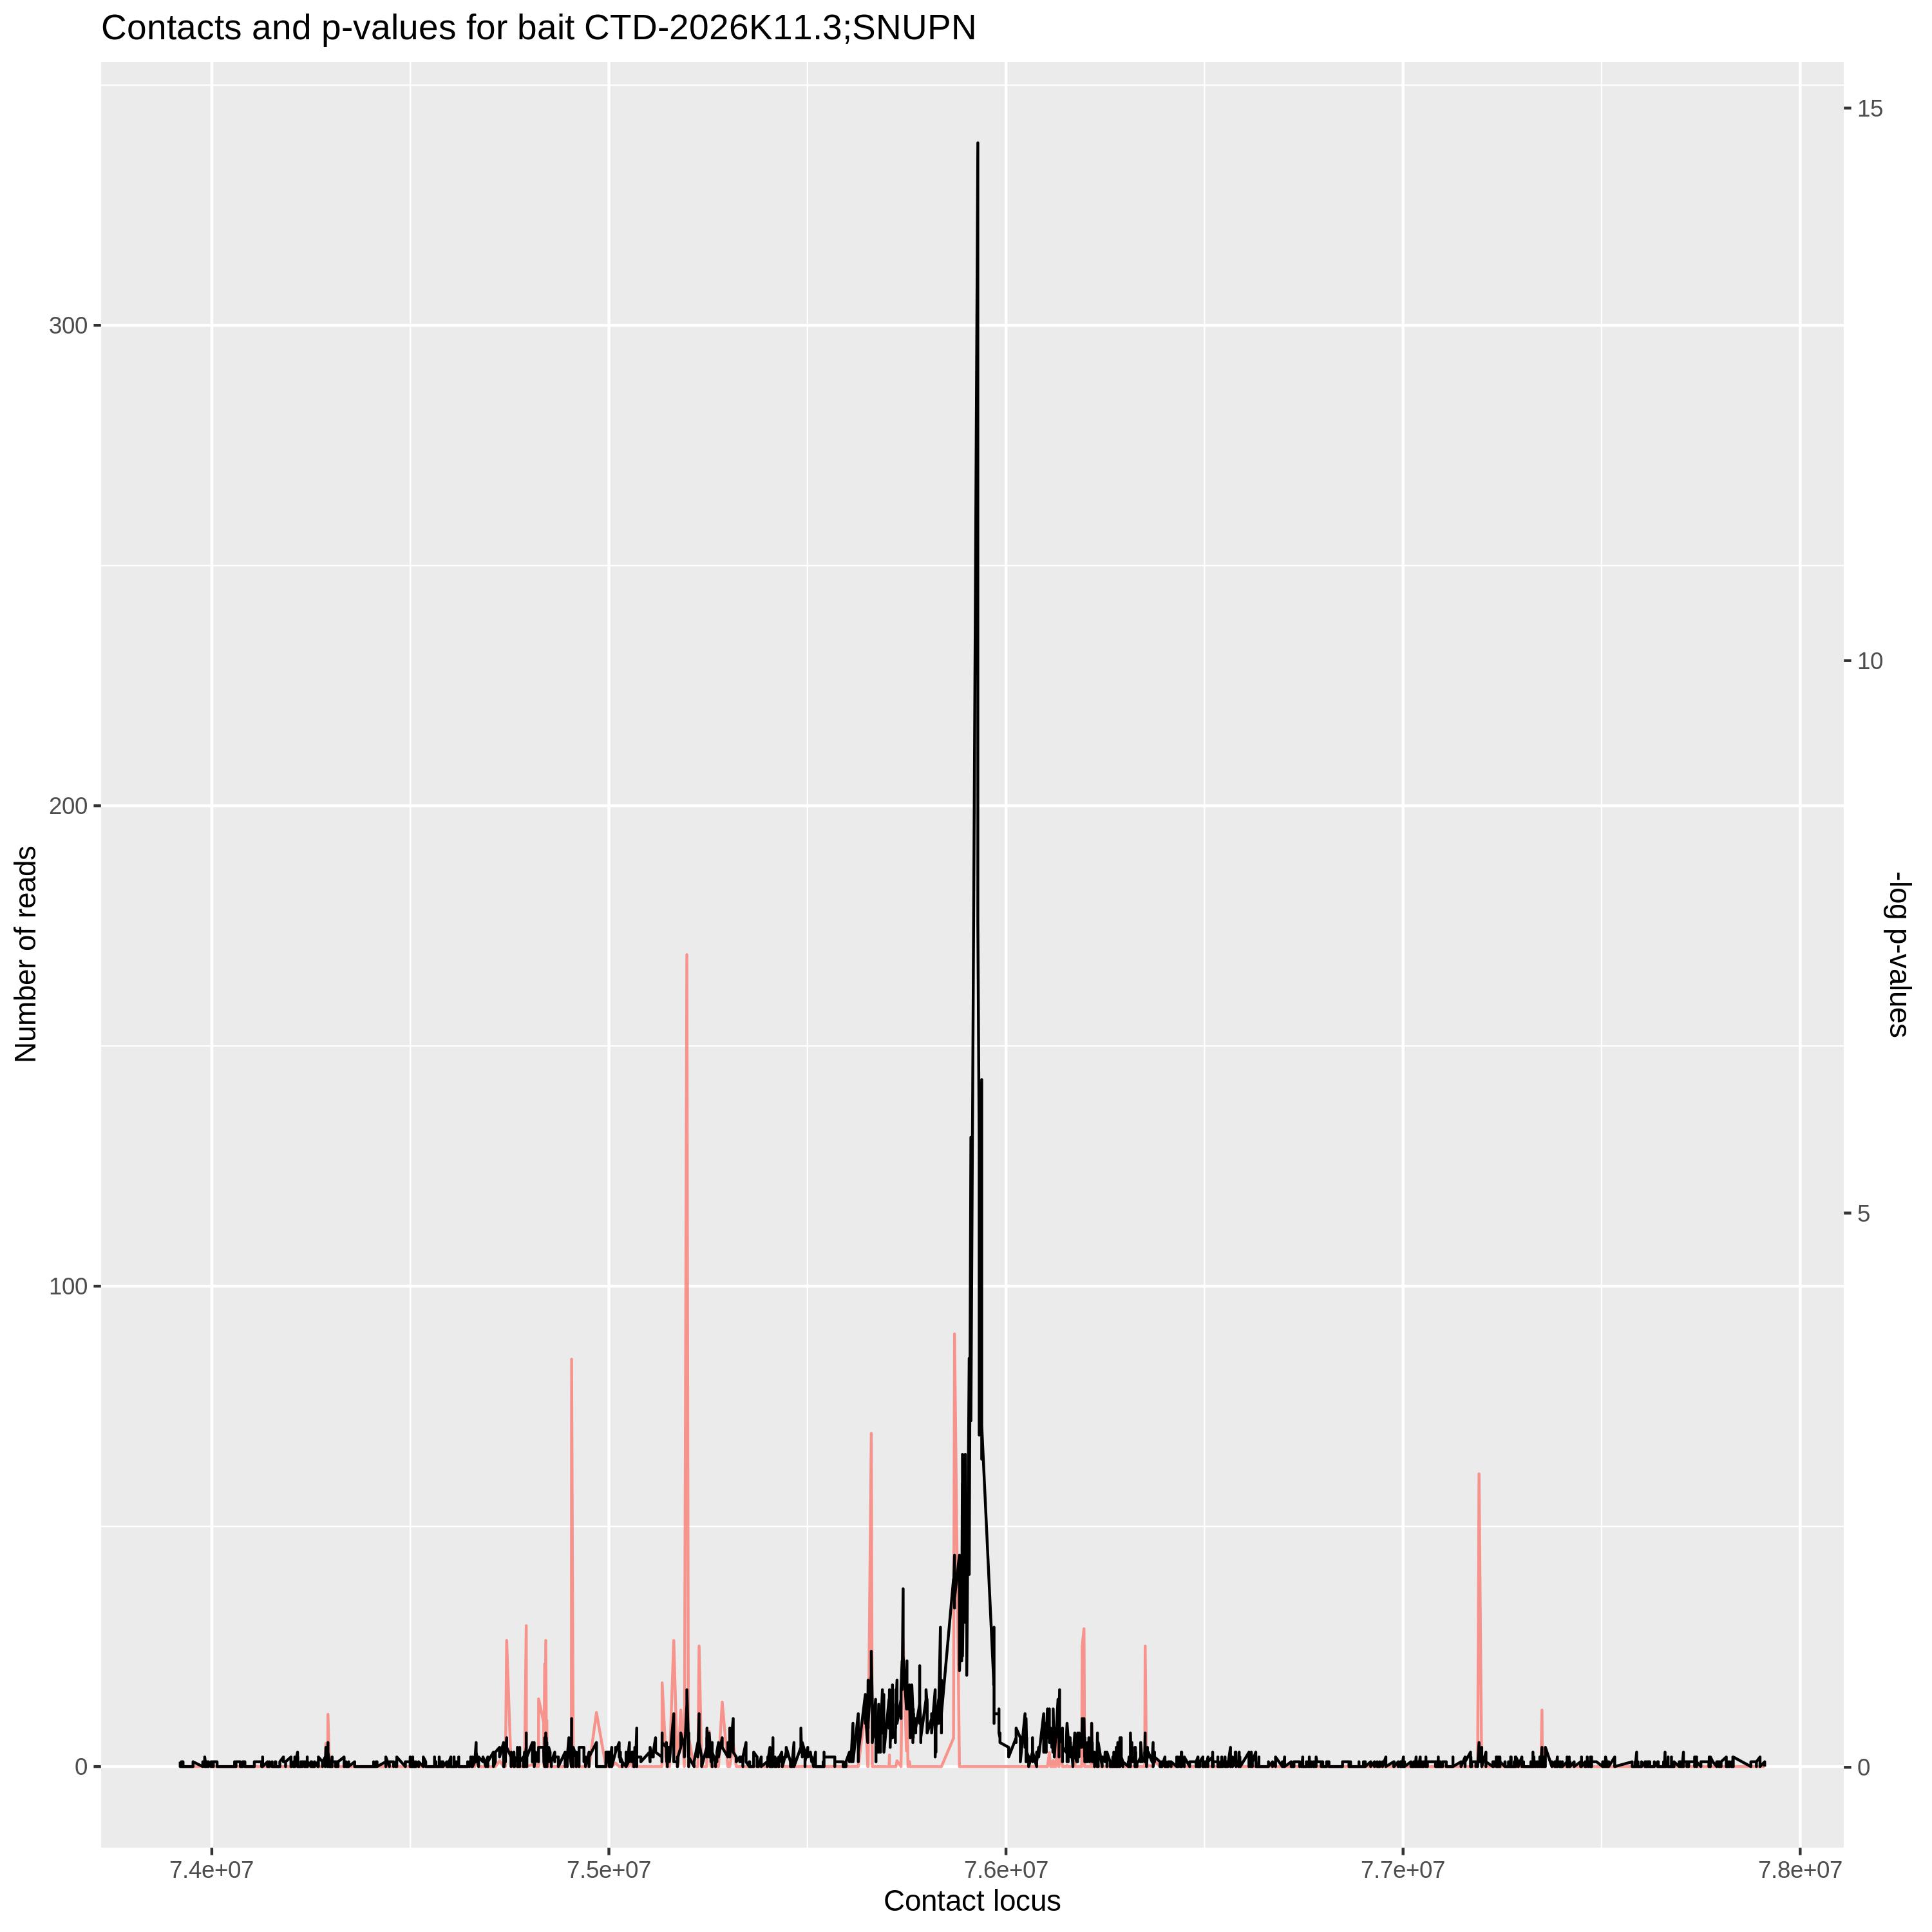 Contacts and p-values for bait CTD-2026K11.3;SNUPN
Number of reads
300
200
100
0
15
10
5
0
-log p-values
7.4e+07 7.5e+07 7.6e+07 7.7e+07 7.8e+07
Contact locus